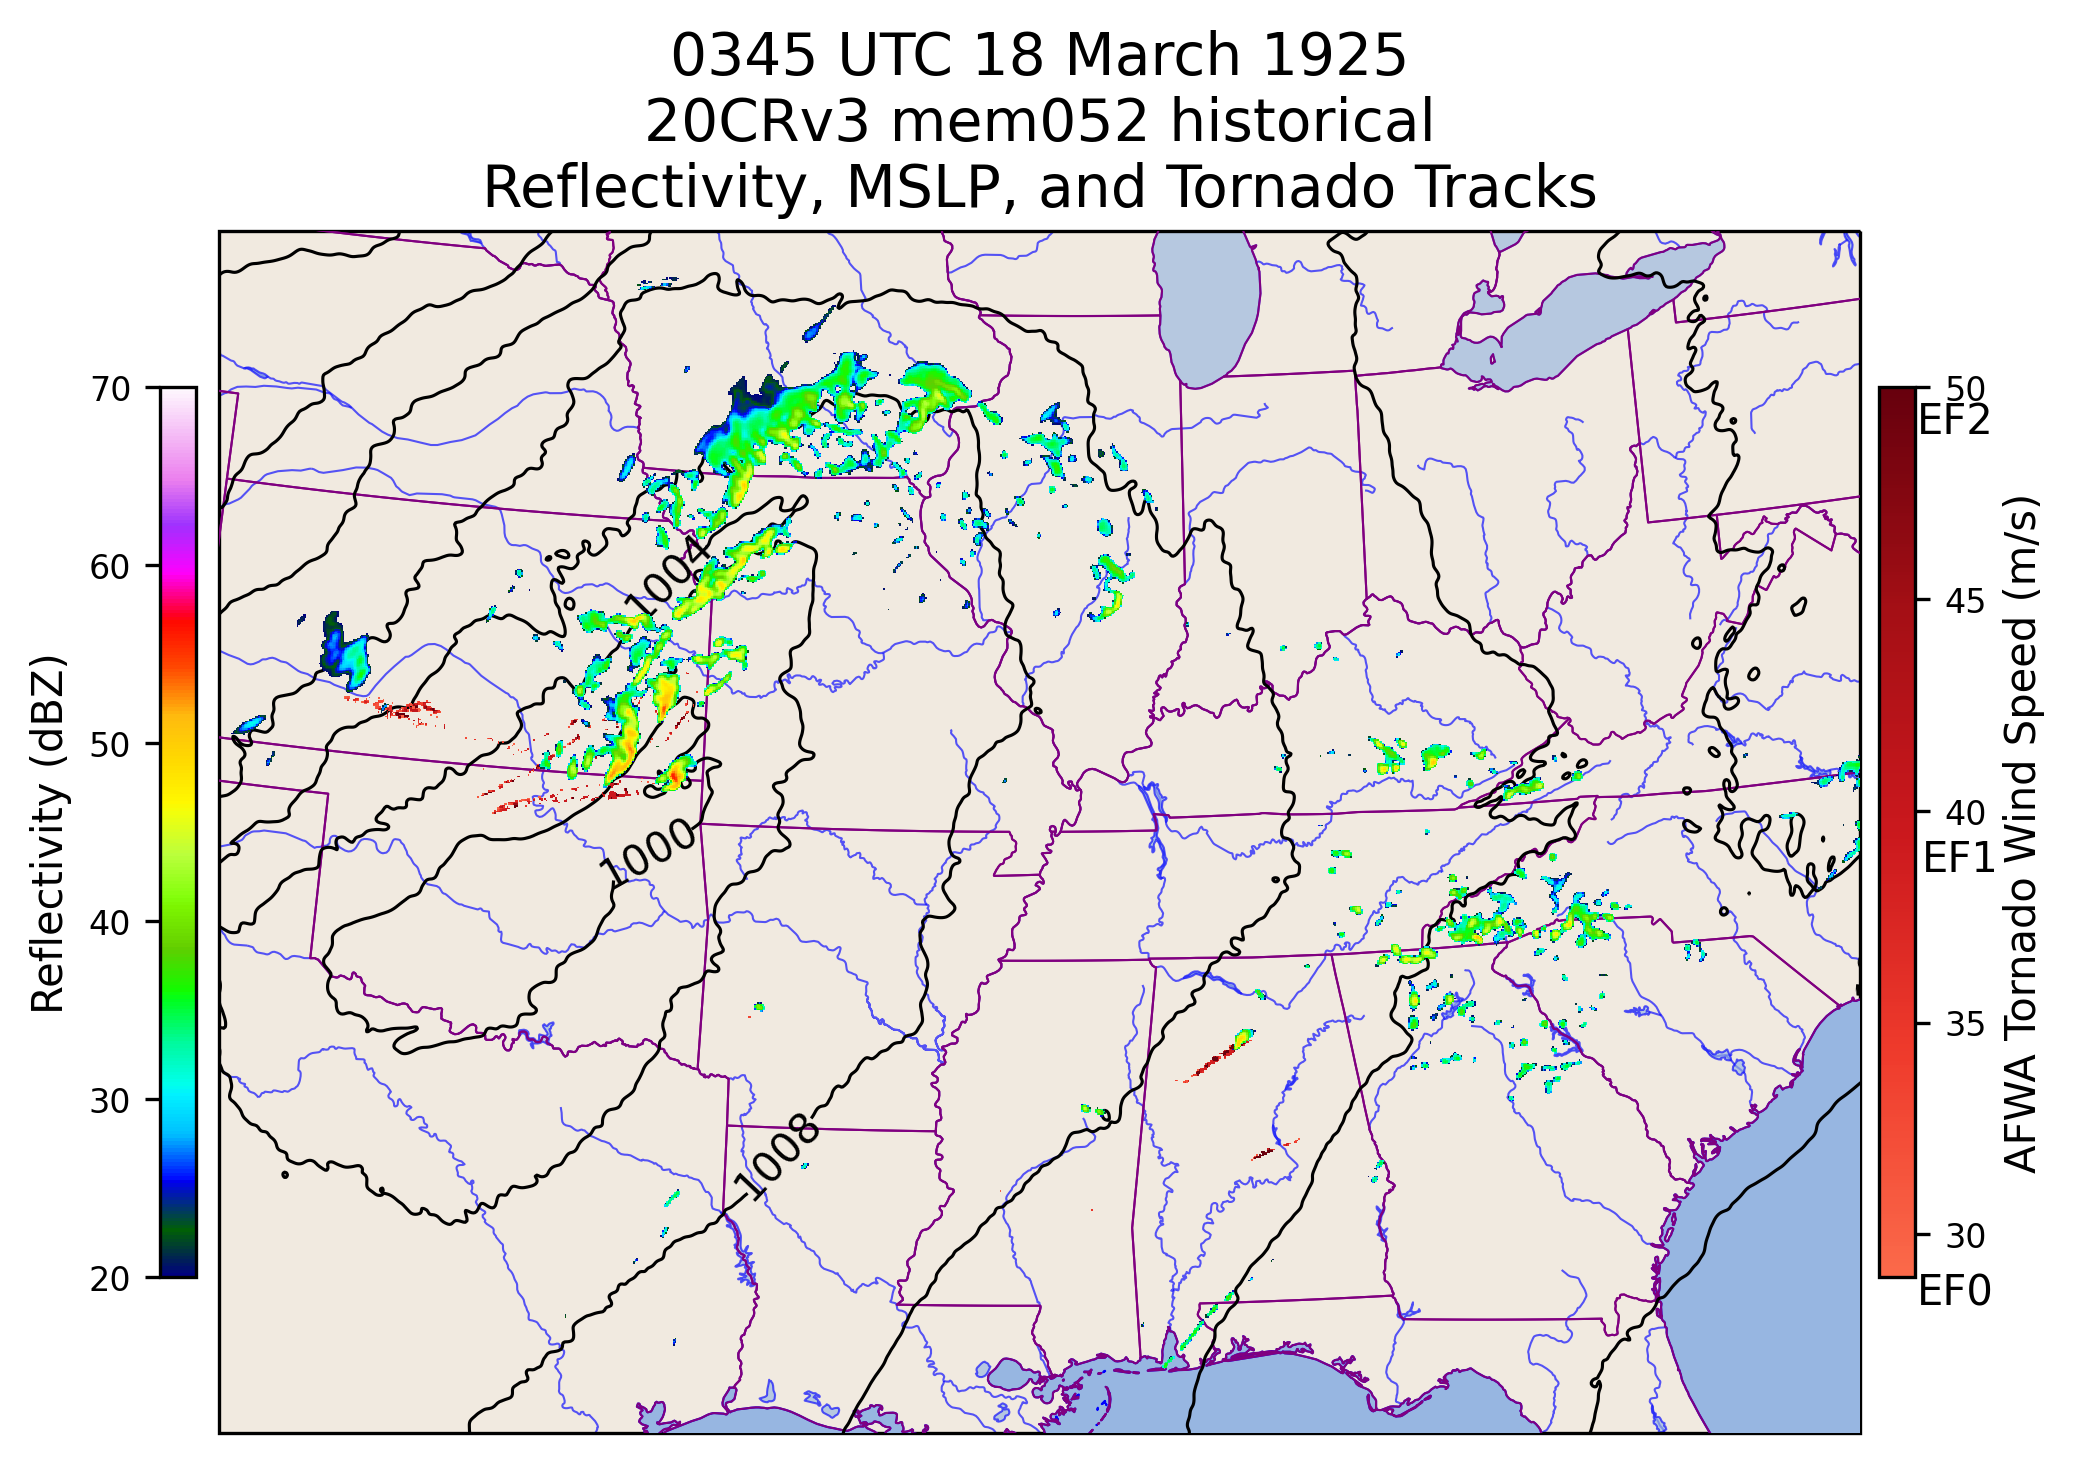 0345 UTC 18 March 1925
20CRv3 mem052 historical
Reflectivity, MSLP, and Tornado Tracks
70
60
50
40
30
20
Reflectivity (dBZ)
1004
1000
1008
50
EF2
45
40
EF1
35
30
EF0
AFWA Tornado Wind Speed (m/s)